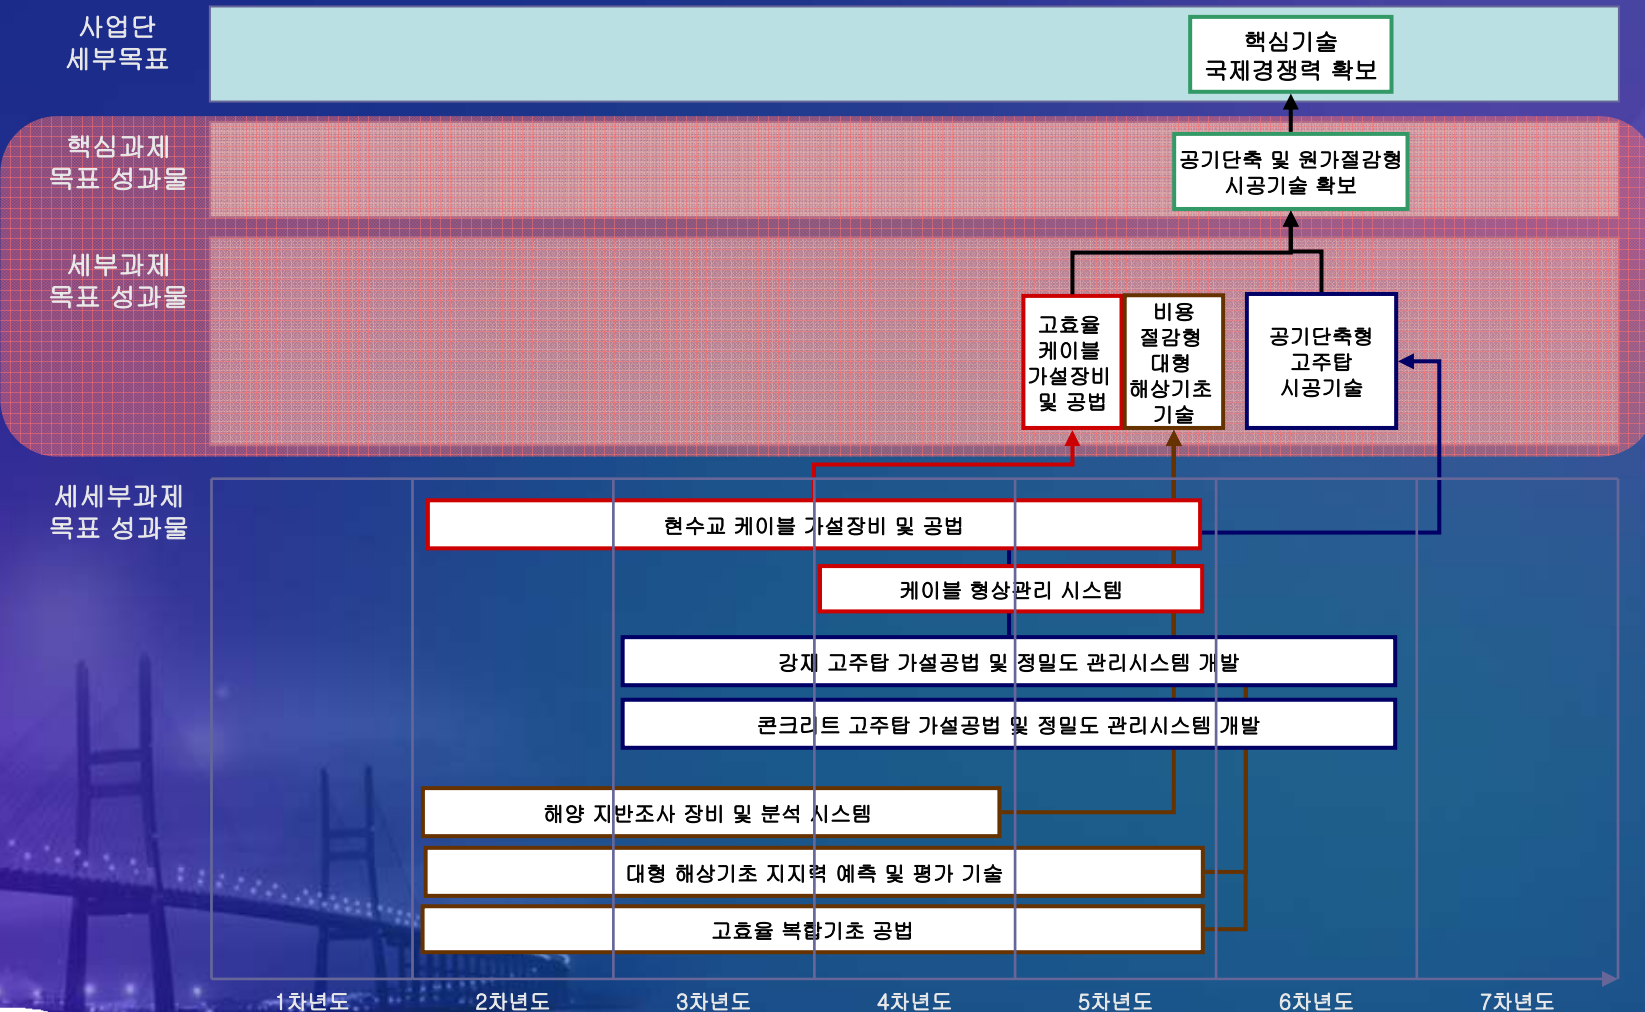 사업단
세부목표
핵심기술
국제경쟁력 확보
핵심과제
목표 성과물
공기단축 및 원가절감형
시공기술 확보
세부과제
목표 성과물
고효율
케이블
가설장비
및 공법
비용
절감형
대형
해상기초
기술
공기단축형
고주탑
시공기술
세세부과제
목표 성과물
현수교 케이블 가설장비 및 공법
케이블 형상관리 시스템
강재 고주탑 가설공법 및 정밀도 관리시스템 개발
콘크리트 고주탑 가설공법 및 정밀도 관리시스템 개발
해양 지반조사 장비 및 분석 시스템
대형 해상기초 지지력 예측 및 평가 기술
고효율 복합기초 공법
1차년도 2차년도 3차년도 4차년도 5차년도 6차년도 7차년도